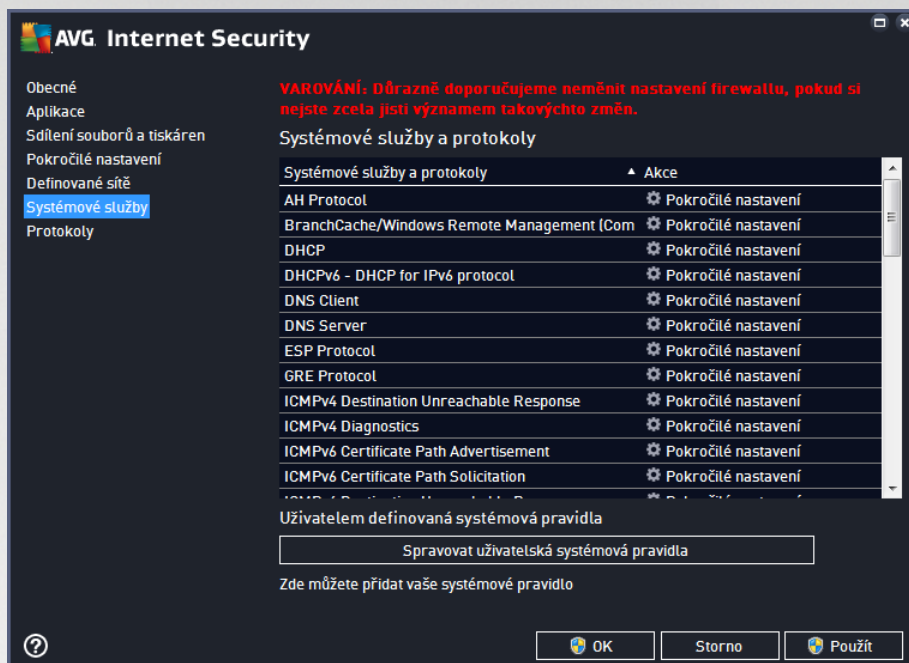 AVG. Internet Security
Obecné
Aplikace
Sdílení souborů a tiskáren
Pokročilé nastavení
Definované sítě
Systémové služby
Protokoly
VAROVÁNÍ: Důrazně doporučujeme neměnit nastavení firewallu, pokud si
nejste zcela jisti významem takovýchto změn.
Systémové služby a protokoly
Systémové služby a protokoly Akce
AH Protocol Pokročilé nastavení
BranchCache/Windows Remote Management (Com Pokročilé nastavení
DHCP Pokročilé nastavení
DHCPv6 - DHCP for IPv6 protocol Pokročilé nastavení
DNS Client Pokročilé nastavení
DNS Server Pokročilé nastavení
ESP Protocol Pokročilé nastavení
GRE Protocol Pokročilé nastavení
ICMPv4 Destination Unreachable Response Pokročilé nastavení
ICMPv4 Diagnostics Pokročilé nastavení
ICMPv6 Certificate Path Advertisement Pokročilé nastavení
ICMPv6 Certificate Path Solicitation Pokročilé nastavení
Uživatelem definovaná systémová pravidla
Spravovat uživatelská systémová pravidla
Zde můžete přidat vaše systémové pravidlo
OK Storno Použít